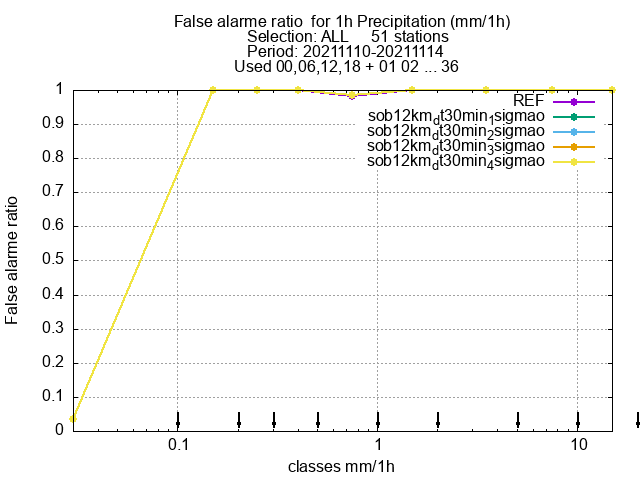 False alarme ratio  for 1h Precipitation (mm/1h)
Selection: ALL     51 stations
Period: 20211110-20211114
Used 00,06,12,18 + 01 02 ... 36
REF
sob12km_dt30min_1sigmao
sob12km_dt30min_2sigmao
sob12km_dt30min_3sigmao
sob12km_dt30min_4sigmao
False alarme ratio
1
0.9
0.8
0.7
0.6
0.5
0.4
0.3
0.2
0.1
0
0.1 1 10
classes mm/1h